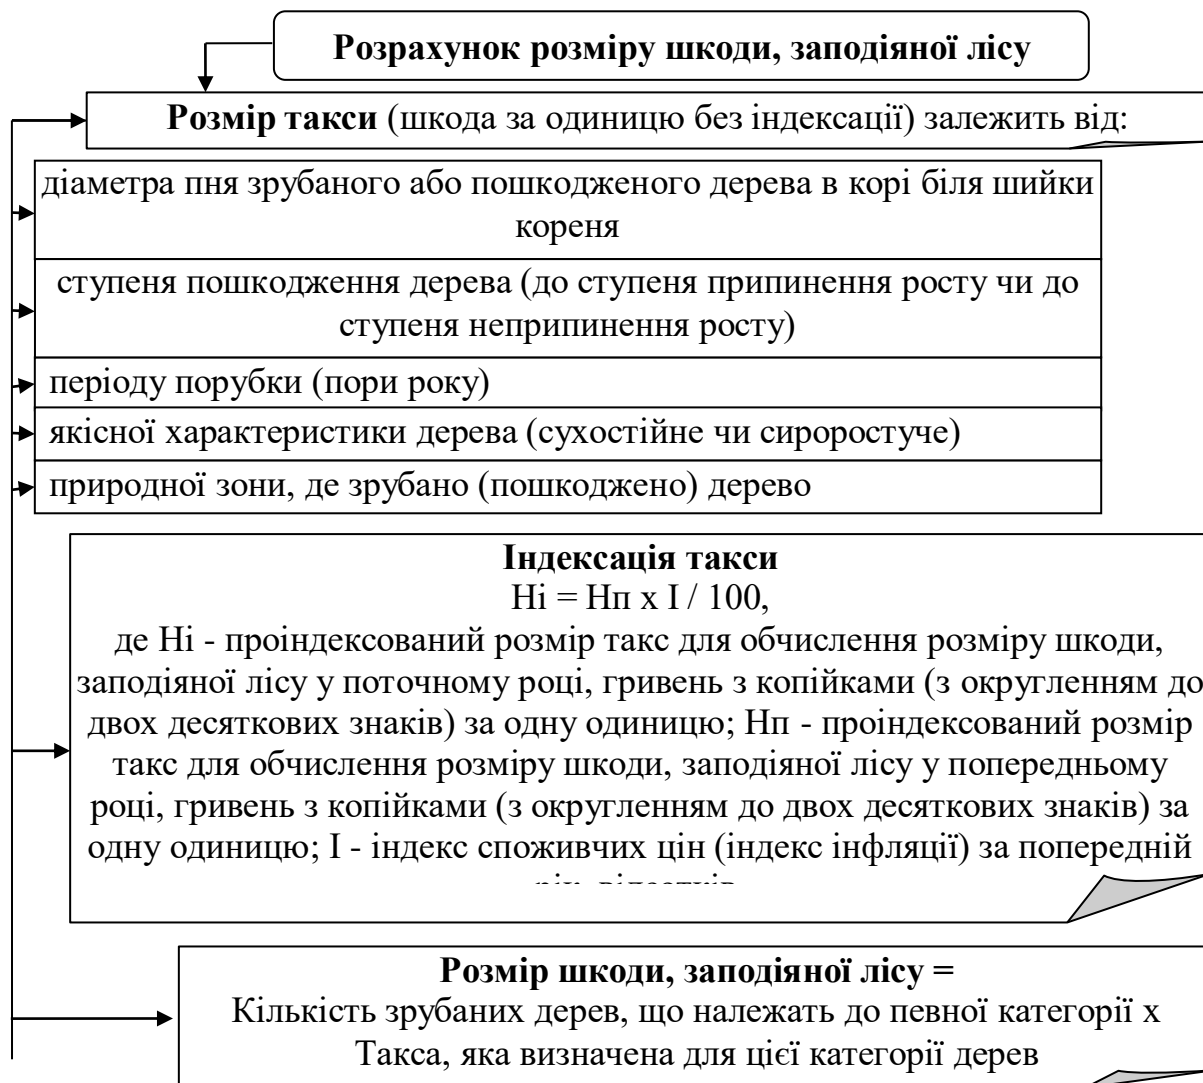 Розрахунок розміру шкоди, заподіяної лісу
Розмір такси (шкода за одиницю без індексації) залежить від:
діаметра пня зрубаного або пошкодженого дерева в корі біля шийки
кореня
ступеня пошкодження дерева (до ступеня припинення росту чи до
ступеня неприпинення росту)
періоду порубки (пори року)
якісної характеристики дерева (сухостійне чи сироростуче)
природної зони, де зрубано (пошкоджено) дерево
Індексація такси
Ні = Нп х І / 100,
де Ні - проіндексований розмір такс для обчислення розміру шкоди,
заподіяної лісу у поточному році, гривень з копійками (з округленням до
двох десяткових знаків) за одну одиницю; Нп - проіндексований розмір
такс для обчислення розміру шкоди, заподіяної лісу у попередньому
році, гривень з копійками (з округленням до двох десяткових знаків) за
одну одиницю; І - індекс споживчих цін (індекс інфляції) за попередній
Розмір шкоди, заподіяної лісу =
Кількість зрубаних дерев, що належать до певної категорії х
Такса, яка визначена для цієї категорії дерев